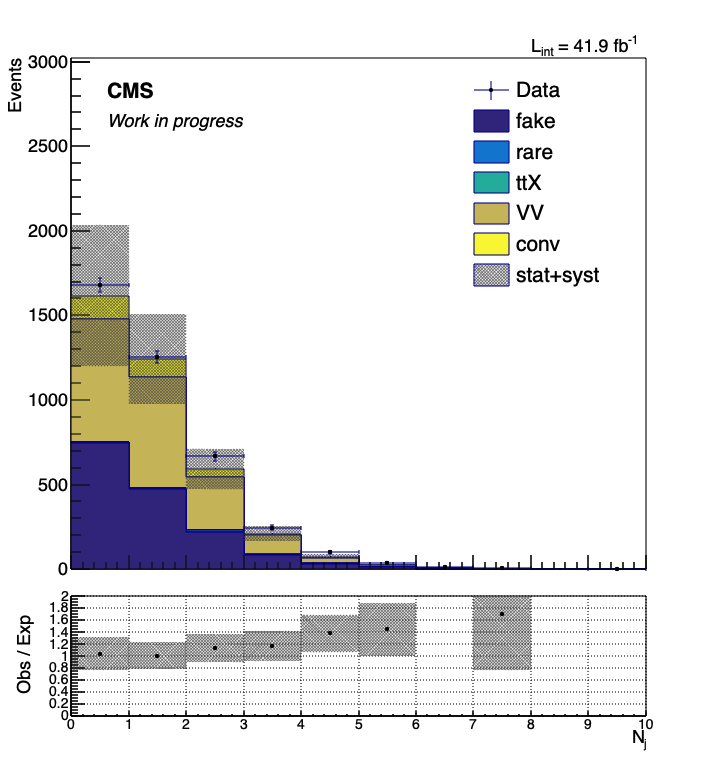 L_int = 41.9 fb⁻¹
Events
3000
2500
2000
1500
1000
500
0
CMS
Work in progress
Data
fake
rare
ttX
VV
conv
stat+syst
Obs / Exp
2
1.8
1.6
1.4
1.2
1
0.8
0.6
0.4
0.2
0
0 1 2 3 4 5 6 7 8 9 10
N_j